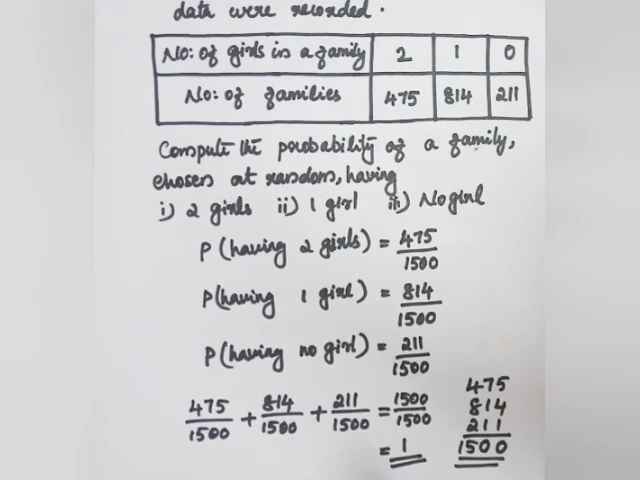 data were recorded.
No: of girls in a family 2 1 0
No: of families 475 814 211
Compute the probability of a family,
chosen at random, having
i) 2 girls ii) 1 girl iii) No girl
P(having 2 girls) = 475/1500
P(having 1 girl) = 814/1500
P(having no girl) = 211/1500
475/1500 + 814/1500 + 211/1500 = 1500/1500
= 1
475
814
211
1500